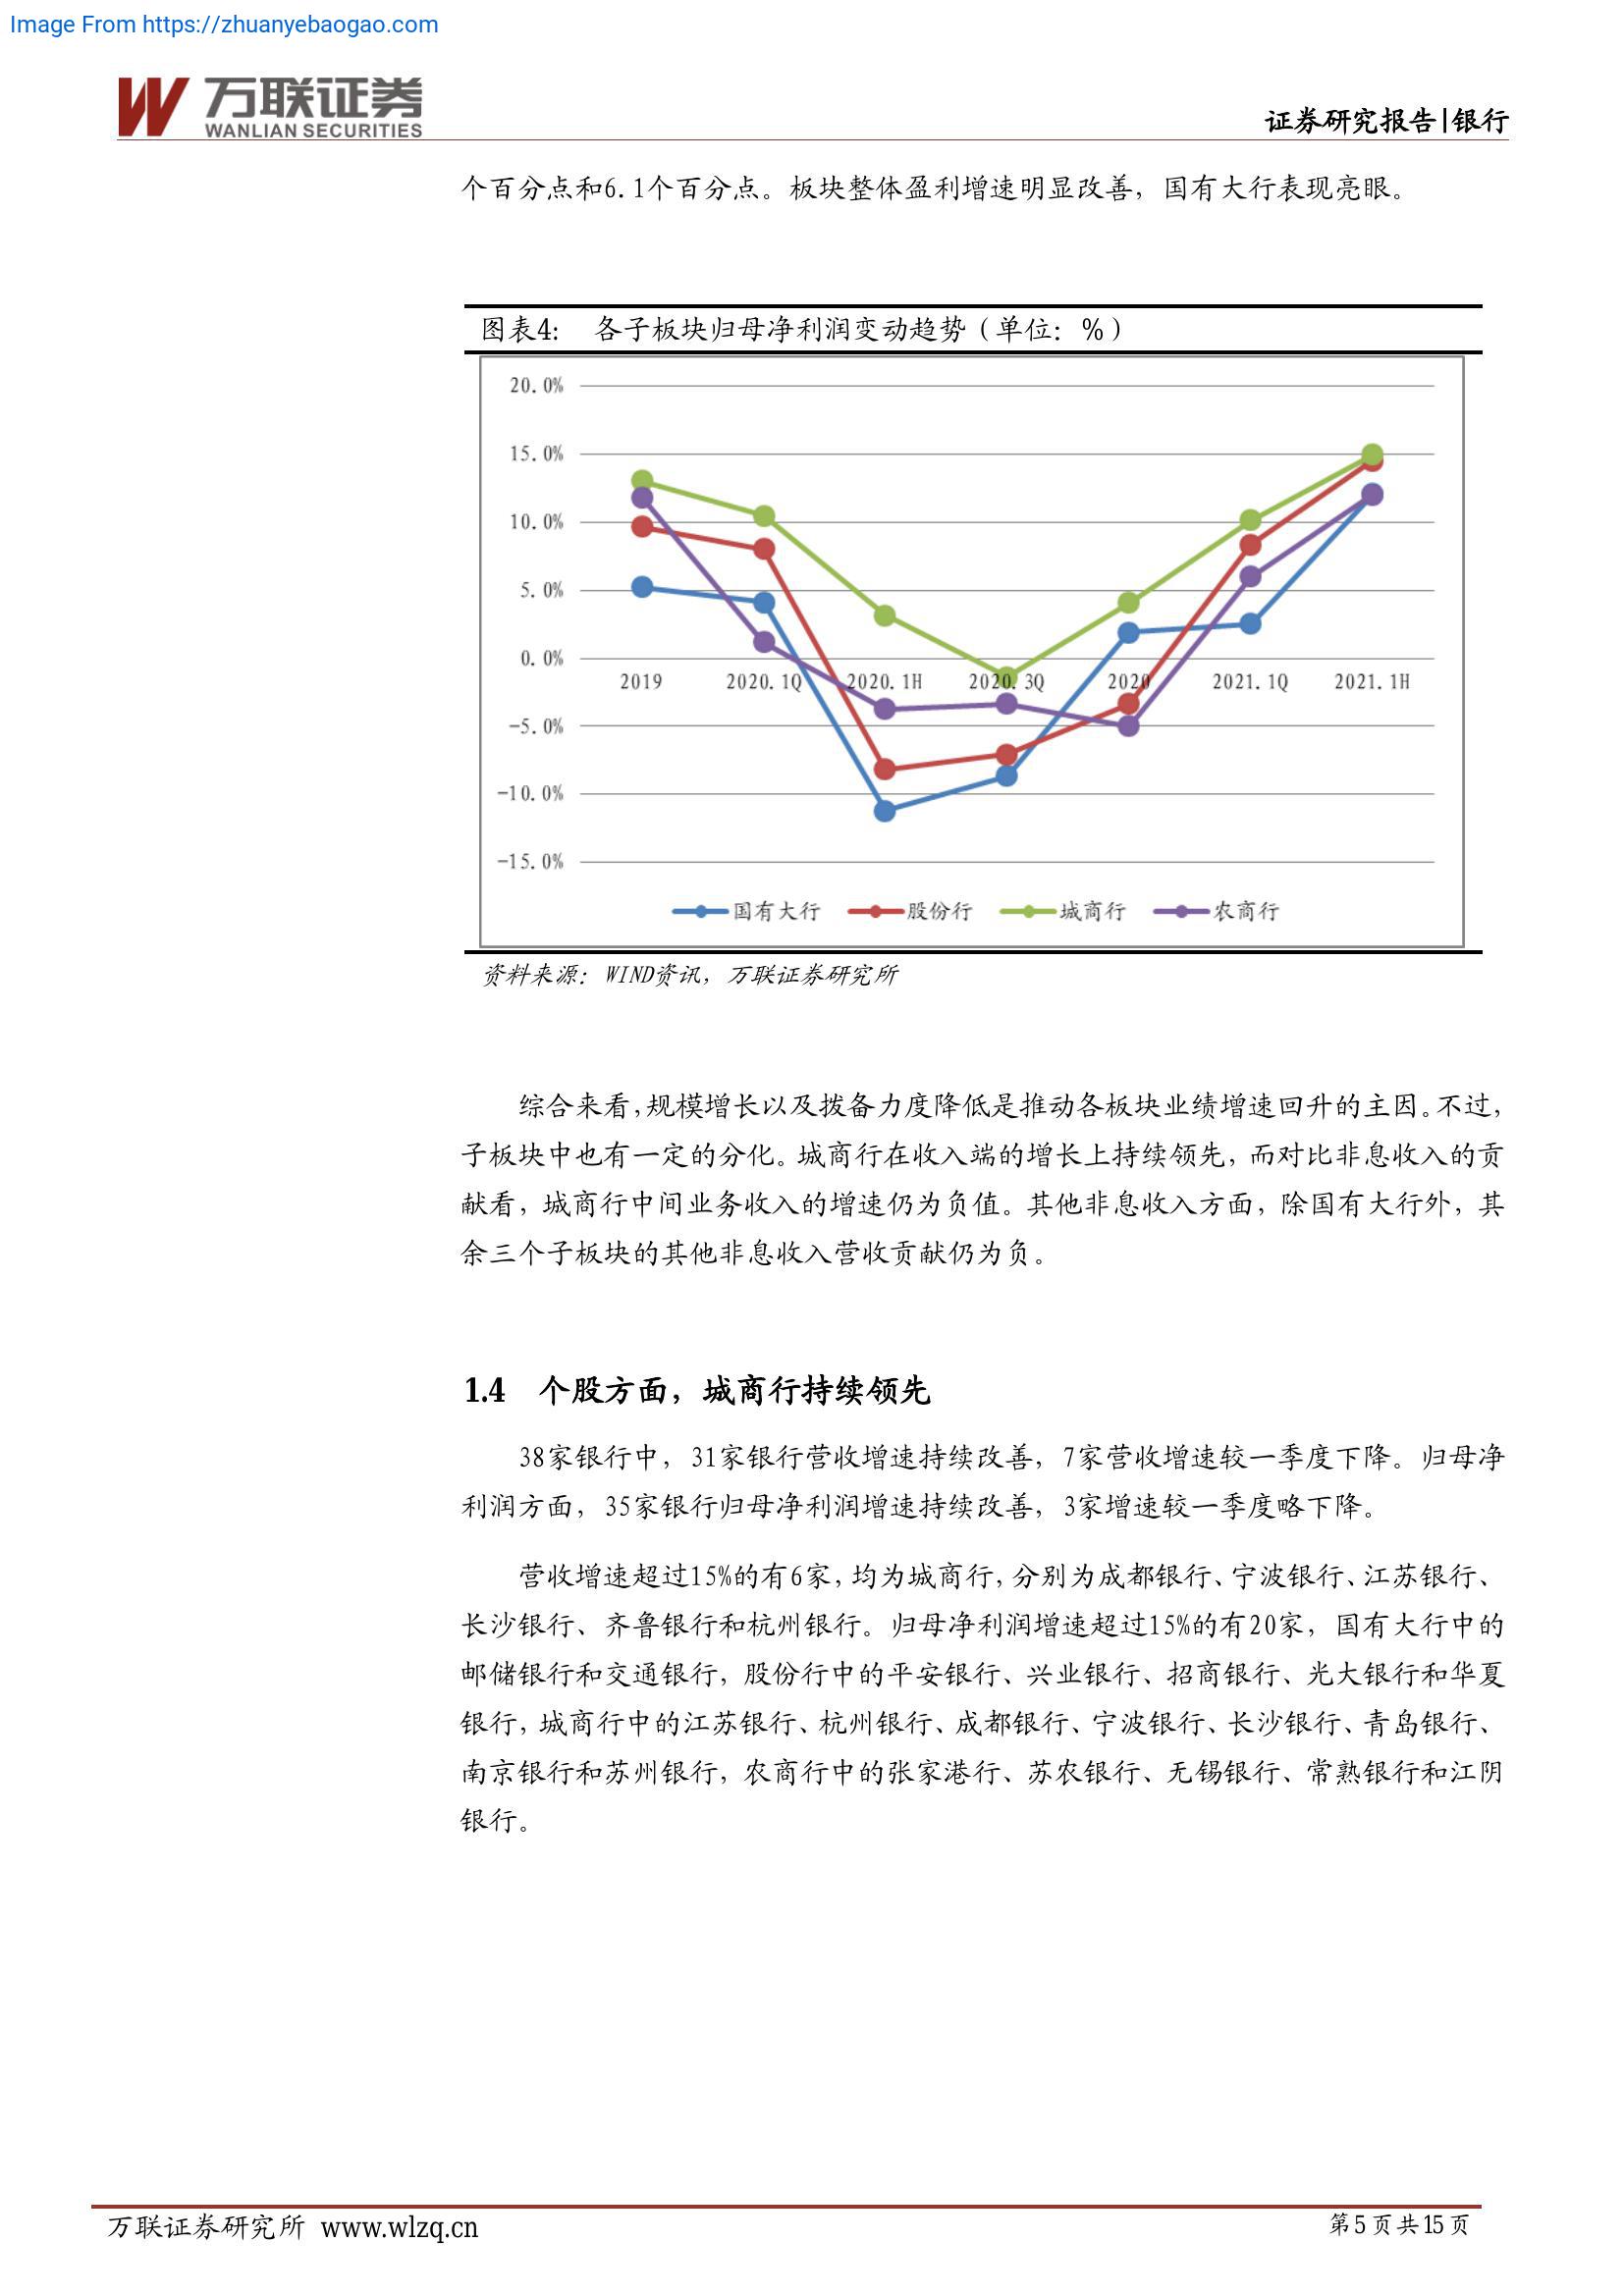 Image From https://zhuanyebaogao.com
万联证券
WANLIAN SECURITIES
证券研究报告|银行
个百分点和6.1个百分点。板块整体盈利增速明显改善，国有大行表现亮眼。
图表4: 各子板块归母净利润变动趋势（单位：%）
20.0%
15.0%
10.0%
5.0%
0.0%
2019 2020.1Q 2020.1H 2020.3Q 2020 2021.1Q 2021.1H
-5.0%
-10.0%
-15.0%
国有大行 股份行 城商行 农商行
资料来源：WIND资讯，万联证券研究所
综合来看，规模增长以及拨备力度降低是推动各板块业绩增速回升的主因。不过，
子板块中也有一定的分化。城商行在收入端的增长上持续领先，而对比非息收入的贡
献看，城商行中间业务收入的增速仍为负值。其他非息收入方面，除国有大行外，其
余三个子板块的其他非息收入营收贡献仍为负。
1.4 个股方面，城商行持续领先
38家银行中，31家银行营收增速持续改善，7家营收增速较一季度下降。归母净
利润方面，35家银行归母净利润增速持续改善，3家增速较一季度略下降。
营收增速超过15%的有6家，均为城商行，分别为成都银行、宁波银行、江苏银行、
长沙银行、齐鲁银行和杭州银行。归母净利润增速超过15%的有20家，国有大行中的
邮储银行和交通银行，股份行中的平安银行、兴业银行、招商银行、光大银行和华夏
银行，城商行中的江苏银行、杭州银行、成都银行、宁波银行、长沙银行、青岛银行、
南京银行和苏州银行，农商行中的张家港行、苏农银行、无锡银行、常熟银行和江阴
银行。
万联证券研究所 www.wlzq.cn
第5页共15页